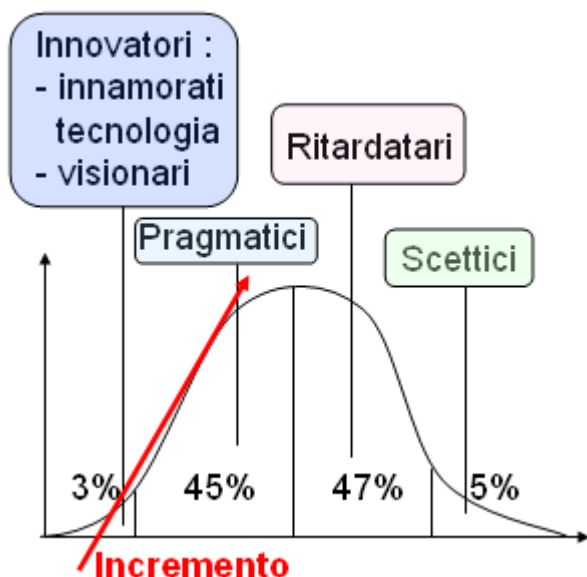 Innovatori :
- innamorati
tecnologia
- visionari
Ritardatari
Pragmatici
Scettici
3%
45%
47%
5%
Incremento